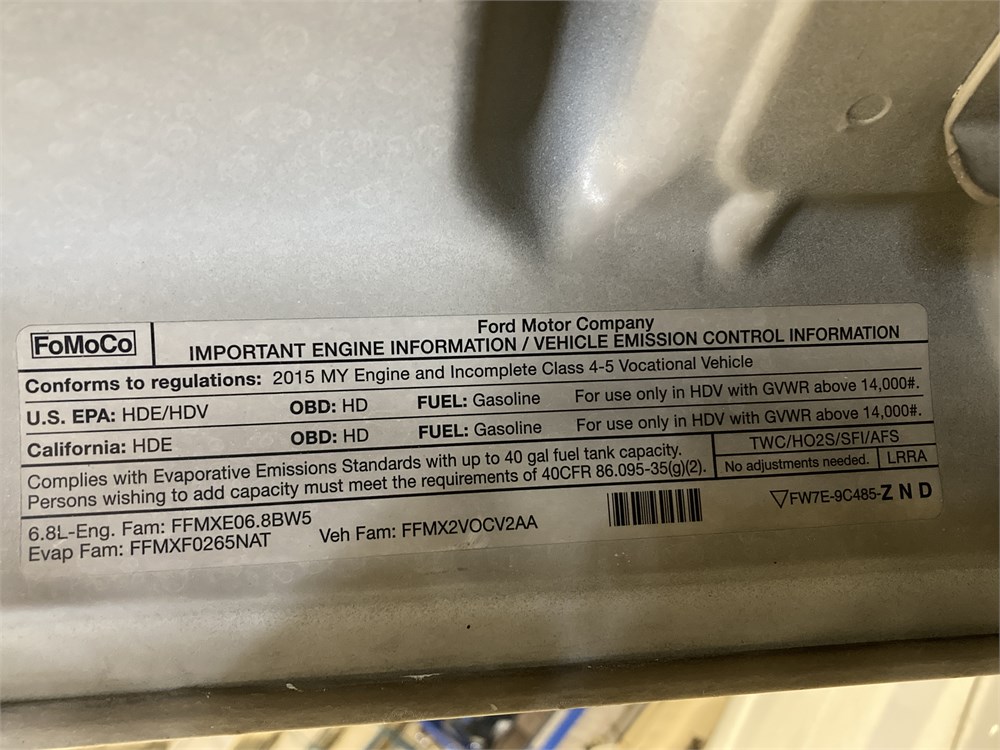 FoMoCo
Ford Motor Company
IMPORTANT ENGINE INFORMATION / VEHICLE EMISSION CONTROL INFORMATION
Conforms to regulations: 2015 MY Engine and Incomplete Class 4-5 Vocational Vehicle
U.S. EPA: HDE/HDV OBD: HD FUEL: Gasoline For use only in HDV with GVWR above 14,000#.
California: HDE OBD: HD FUEL: Gasoline For use only in HDV with GVWR above 14,000#.
Complies with Evaporative Emissions Standards with up to 40 gal fuel tank capacity.
Persons wishing to add capacity must meet the requirements of 40CFR 86.095-35(g)(2).
TWC/HO2S/SFI/AFS
No adjustments needed. LRRA
6.8L-Eng. Fam: FFMXE06.8BW5
Evap Fam: FFMXF0265NAT
Veh Fam: FFMX2VOCV2AA
▽FW7E-9C485-Z N D